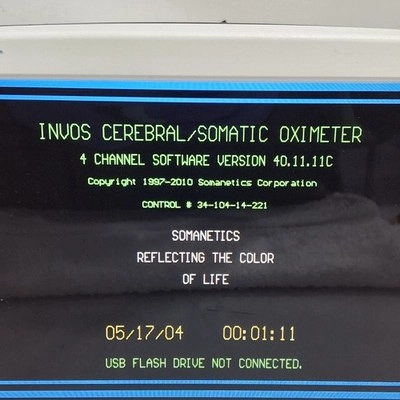 INVOS CEREBRAL/SOMATIC OXIMETER
4 CHANNEL SOFTWARE VERSION 40.11.11C
Copyright 1997-2010 Somanetics Corporation
CONTROL # 34-104-14-221
SOMANETICS
REFLECTING THE COLOR
OF LIFE
05/17/04 00:01:11
USB FLASH DRIVE NOT CONNECTED.